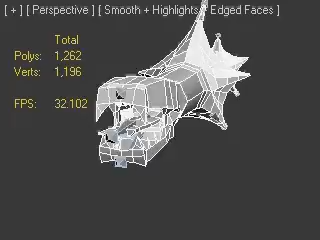 [ + ] [ Perspective ] [ Smooth + Highlights + Edged Faces ]
Total
Polys: 1,262
Verts: 1,196
FPS: 32.102